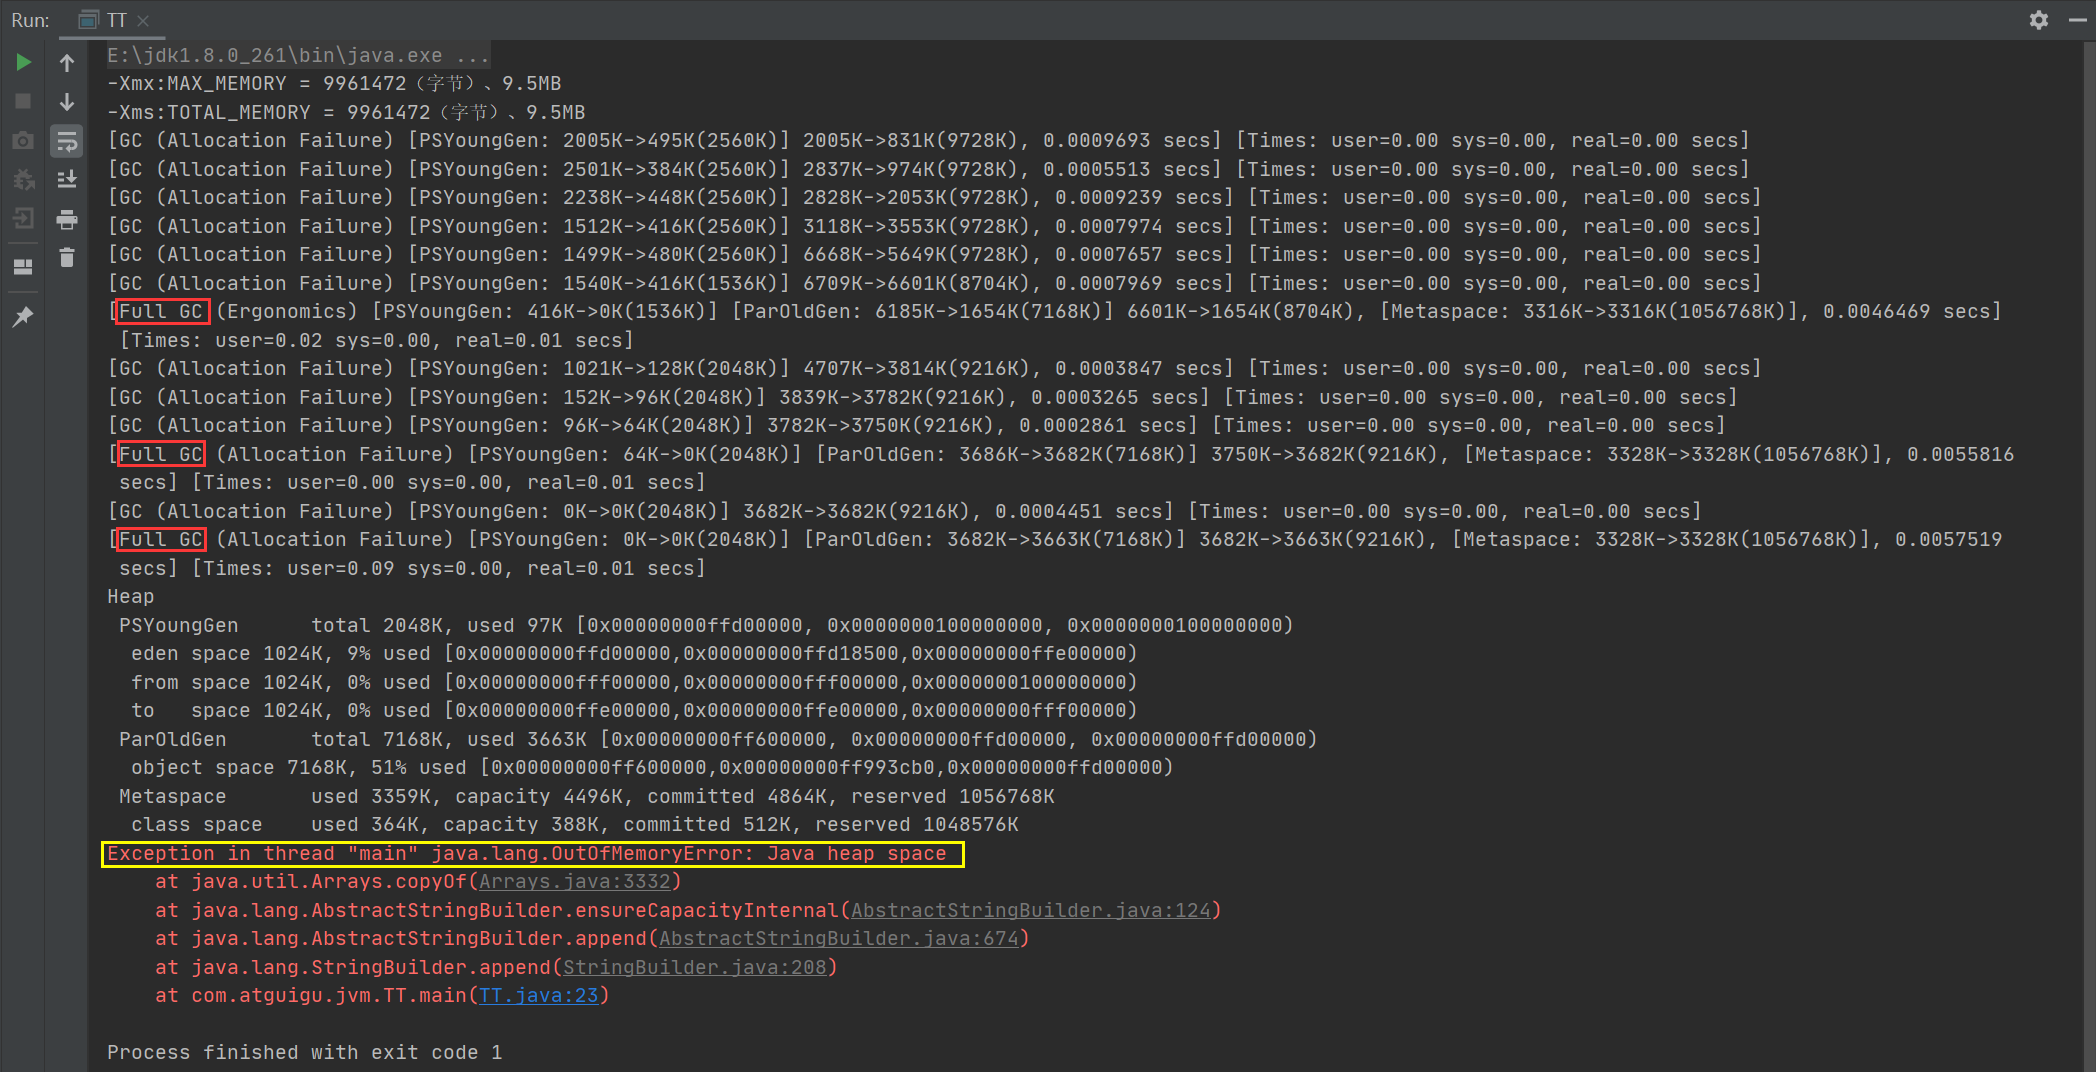 Run: TT
E:\jdk1.8.0_261\bin\java.exe ...
-Xmx:MAX_MEMORY = 9961472（字节）、9.5MB
-Xms:TOTAL_MEMORY = 9961472（字节）、9.5MB
[GC (Allocation Failure) [PSYoungGen: 2005K->495K(2560K)] 2005K->831K(9728K), 0.0009693 secs] [Times: user=0.00 sys=0.00, real=0.00 secs]
[GC (Allocation Failure) [PSYoungGen: 2501K->384K(2560K)] 2837K->974K(9728K), 0.0005513 secs] [Times: user=0.00 sys=0.00, real=0.00 secs]
[GC (Allocation Failure) [PSYoungGen: 2238K->448K(2560K)] 2828K->2053K(9728K), 0.0009239 secs] [Times: user=0.00 sys=0.00, real=0.00 secs]
[GC (Allocation Failure) [PSYoungGen: 1512K->416K(2560K)] 3118K->3553K(9728K), 0.0007974 secs] [Times: user=0.00 sys=0.00, real=0.00 secs]
[GC (Allocation Failure) [PSYoungGen: 1499K->480K(2560K)] 6668K->5649K(9728K), 0.0007657 secs] [Times: user=0.00 sys=0.00, real=0.00 secs]
[GC (Allocation Failure) [PSYoungGen: 1540K->416K(1536K)] 6709K->6601K(8704K), 0.0007969 secs] [Times: user=0.00 sys=0.00, real=0.00 secs]
[Full GC (Ergonomics) [PSYoungGen: 416K->0K(1536K)] [ParOldGen: 6185K->1654K(7168K)] 6601K->1654K(8704K), [Metaspace: 3316K->3316K(1056768K)], 0.0046469 secs]
[Times: user=0.02 sys=0.00, real=0.01 secs]
[GC (Allocation Failure) [PSYoungGen: 1021K->128K(2048K)] 4707K->3814K(9216K), 0.0003847 secs] [Times: user=0.00 sys=0.00, real=0.00 secs]
[GC (Allocation Failure) [PSYoungGen: 152K->96K(2048K)] 3839K->3782K(9216K), 0.0003265 secs] [Times: user=0.00 sys=0.00, real=0.00 secs]
[GC (Allocation Failure) [PSYoungGen: 96K->64K(2048K)] 3782K->3750K(9216K), 0.0002861 secs] [Times: user=0.00 sys=0.00, real=0.00 secs]
[Full GC (Allocation Failure) [PSYoungGen: 64K->0K(2048K)] [ParOldGen: 3686K->3682K(7168K)] 3750K->3682K(9216K), [Metaspace: 3328K->3328K(1056768K)], 0.0055816
secs] [Times: user=0.00 sys=0.00, real=0.01 secs]
[GC (Allocation Failure) [PSYoungGen: 0K->0K(2048K)] 3682K->3682K(9216K), 0.0004451 secs] [Times: user=0.00 sys=0.00, real=0.00 secs]
[Full GC (Allocation Failure) [PSYoungGen: 0K->0K(2048K)] [ParOldGen: 3682K->3663K(7168K)] 3682K->3663K(9216K), [Metaspace: 3328K->3328K(1056768K)], 0.0057519
secs] [Times: user=0.09 sys=0.00, real=0.01 secs]
Heap
PSYoungGen      total 2048K, used 97K [0x00000000ffd00000, 0x0000000100000000, 0x0000000100000000)
eden space 1024K, 9% used [0x00000000ffd00000,0x00000000ffd18500,0x00000000ffe00000)
from space 1024K, 0% used [0x00000000fff00000,0x00000000fff00000,0x0000000100000000)
to   space 1024K, 0% used [0x00000000ffe00000,0x00000000ffe00000,0x00000000fff00000)
ParOldGen       total 7168K, used 3663K [0x00000000ff600000, 0x00000000ffd00000, 0x00000000ffd00000)
object space 7168K, 51% used [0x00000000ff600000,0x00000000ff993cb0,0x00000000ffd00000)
Metaspace       used 3359K, capacity 4496K, committed 4864K, reserved 1056768K
class space    used 364K, capacity 388K, committed 512K, reserved 1048576K
Exception in thread "main" java.lang.OutOfMemoryError: Java heap space
at java.util.Arrays.copyOf(Arrays.java:3332)
at java.lang.AbstractStringBuilder.ensureCapacityInternal(AbstractStringBuilder.java:124)
at java.lang.AbstractStringBuilder.append(AbstractStringBuilder.java:674)
at java.lang.StringBuilder.append(StringBuilder.java:208)
at com.atguigu.jvm.TT.main(TT.java:23)
Process finished with exit code 1